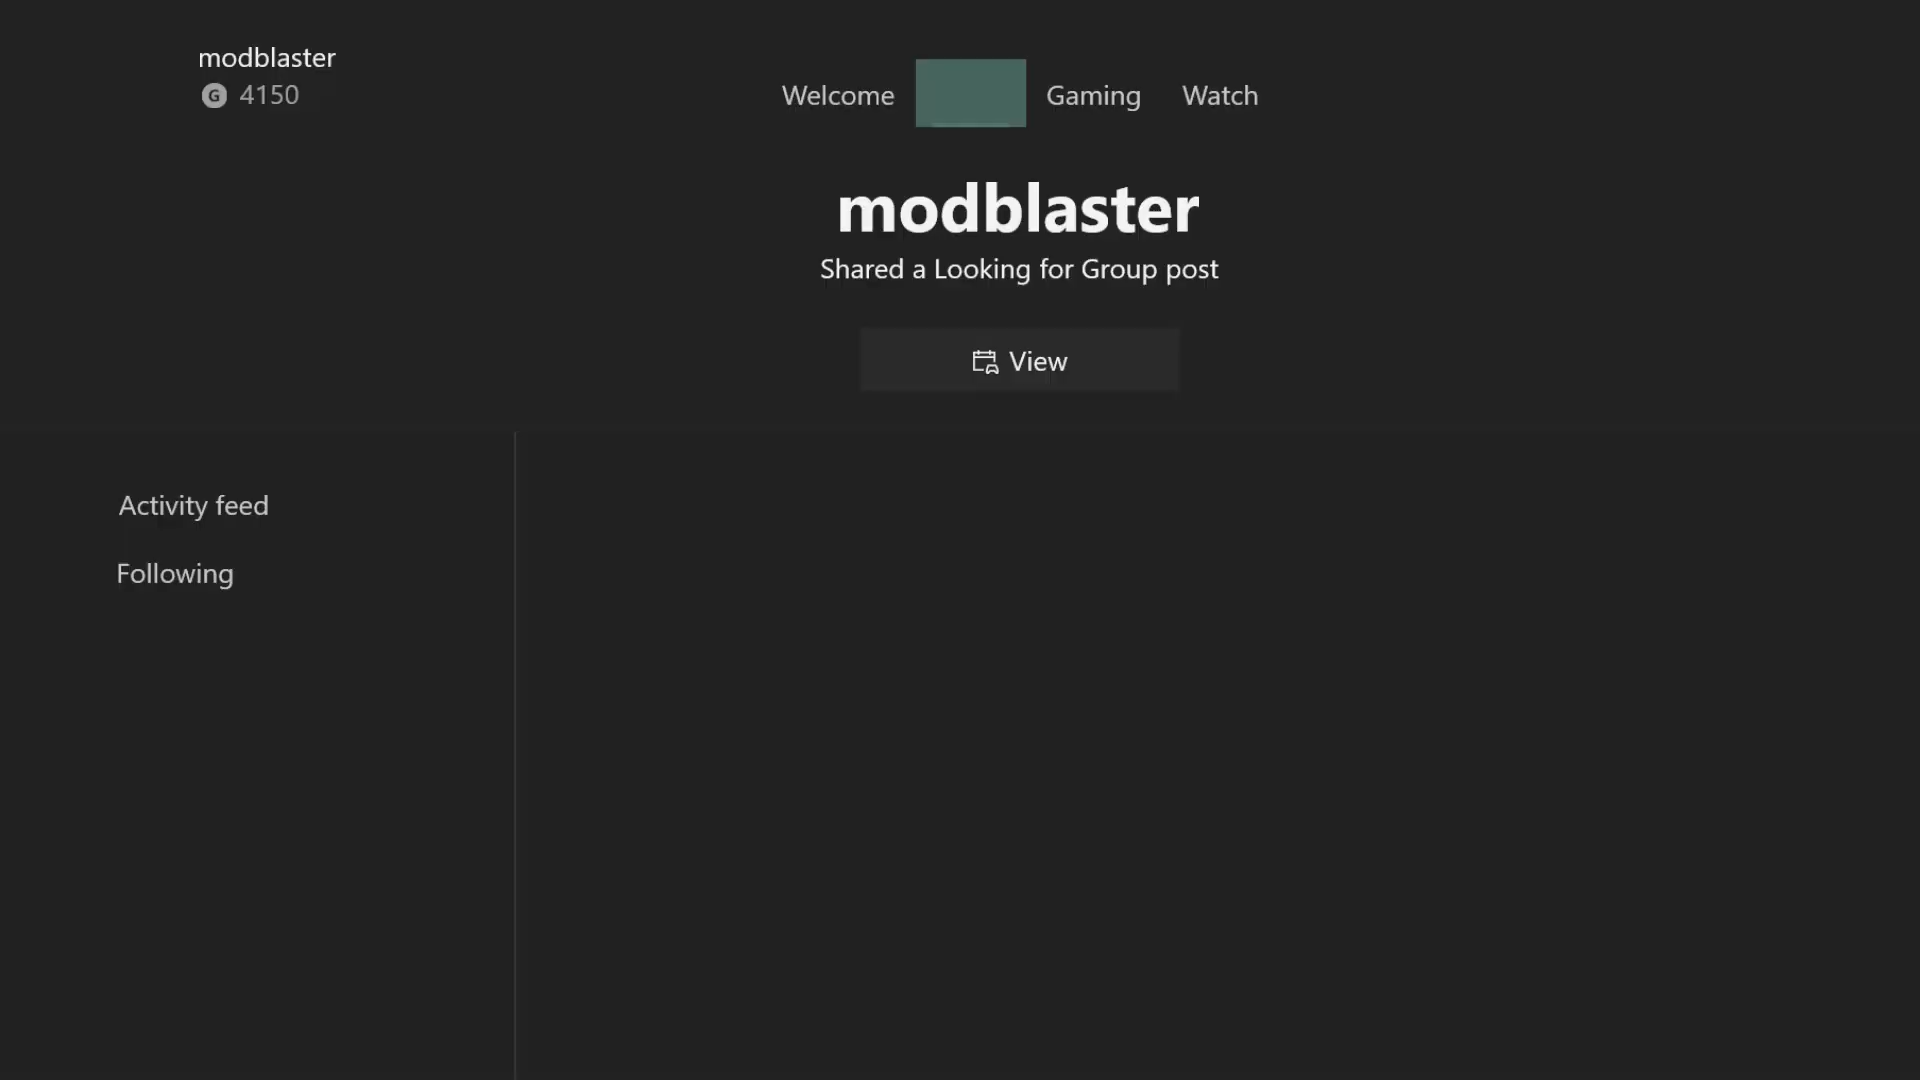 modblaster
G 4150
Welcome Gaming Watch
modblaster
Shared a Looking for Group post
View
Activity feed
Following